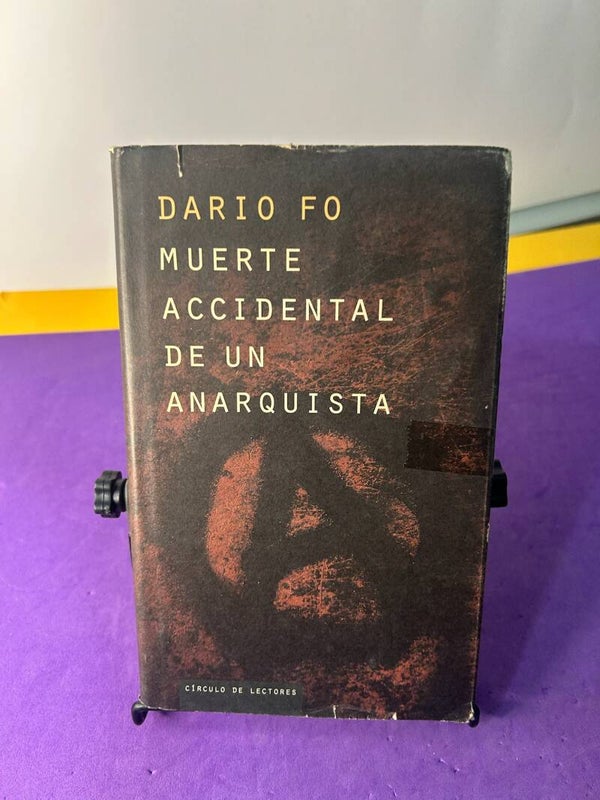 DARIO FO
MUERTE
ACCIDENTAL
DE UN
ANARQUISTA
CÍRCULO DE LECTORES